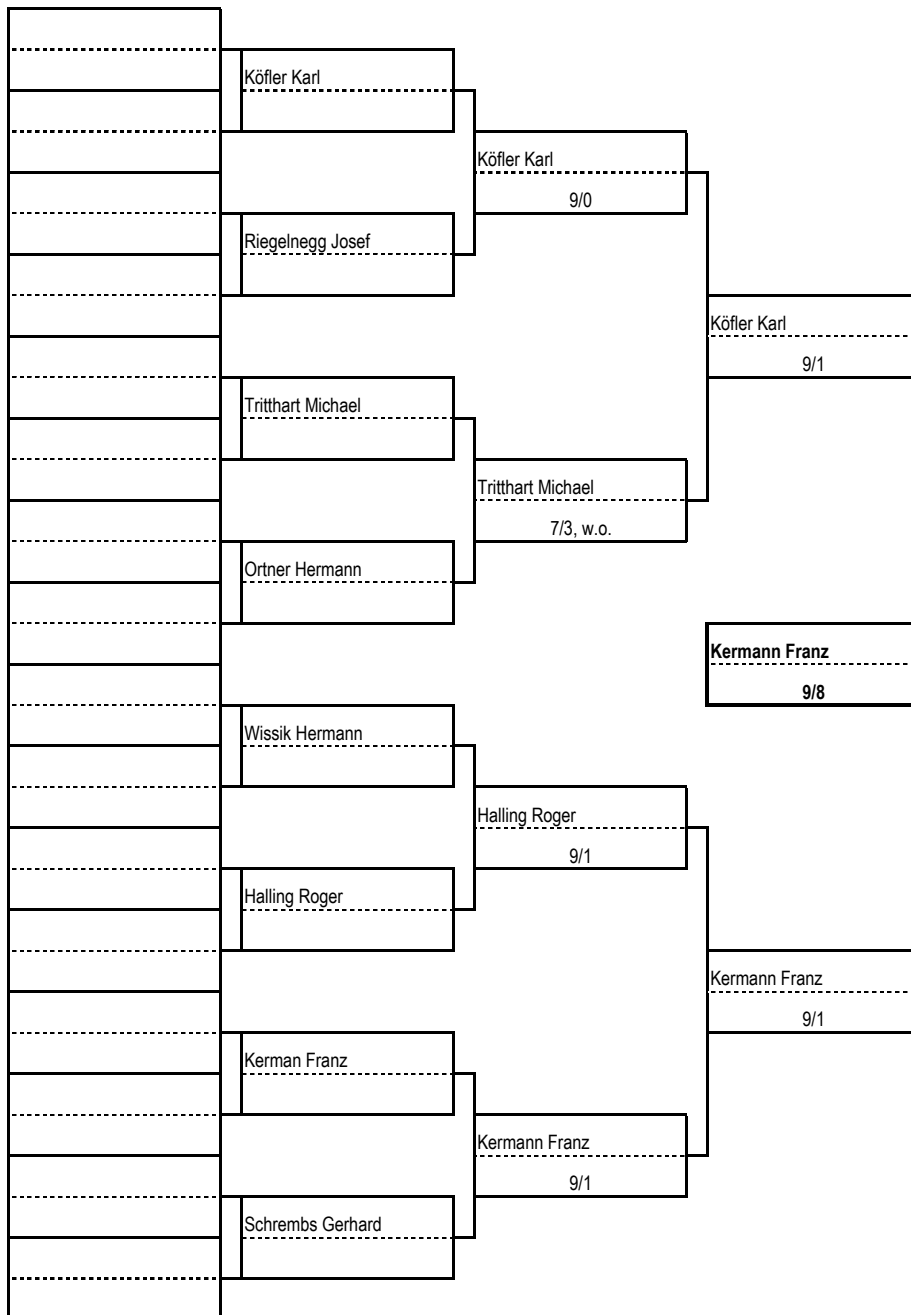 Köfler Karl
Köfler Karl
9/0
Riegelnegg Josef
Köfler Karl
9/1
Tritthart Michael
Tritthart Michael
7/3, w.o.
Ortner Hermann
Kermann Franz
9/8
Wissik Hermann
Halling Roger
9/1
Halling Roger
Kermann Franz
9/1
Kerman Franz
Kermann Franz
9/1
Schrembs Gerhard